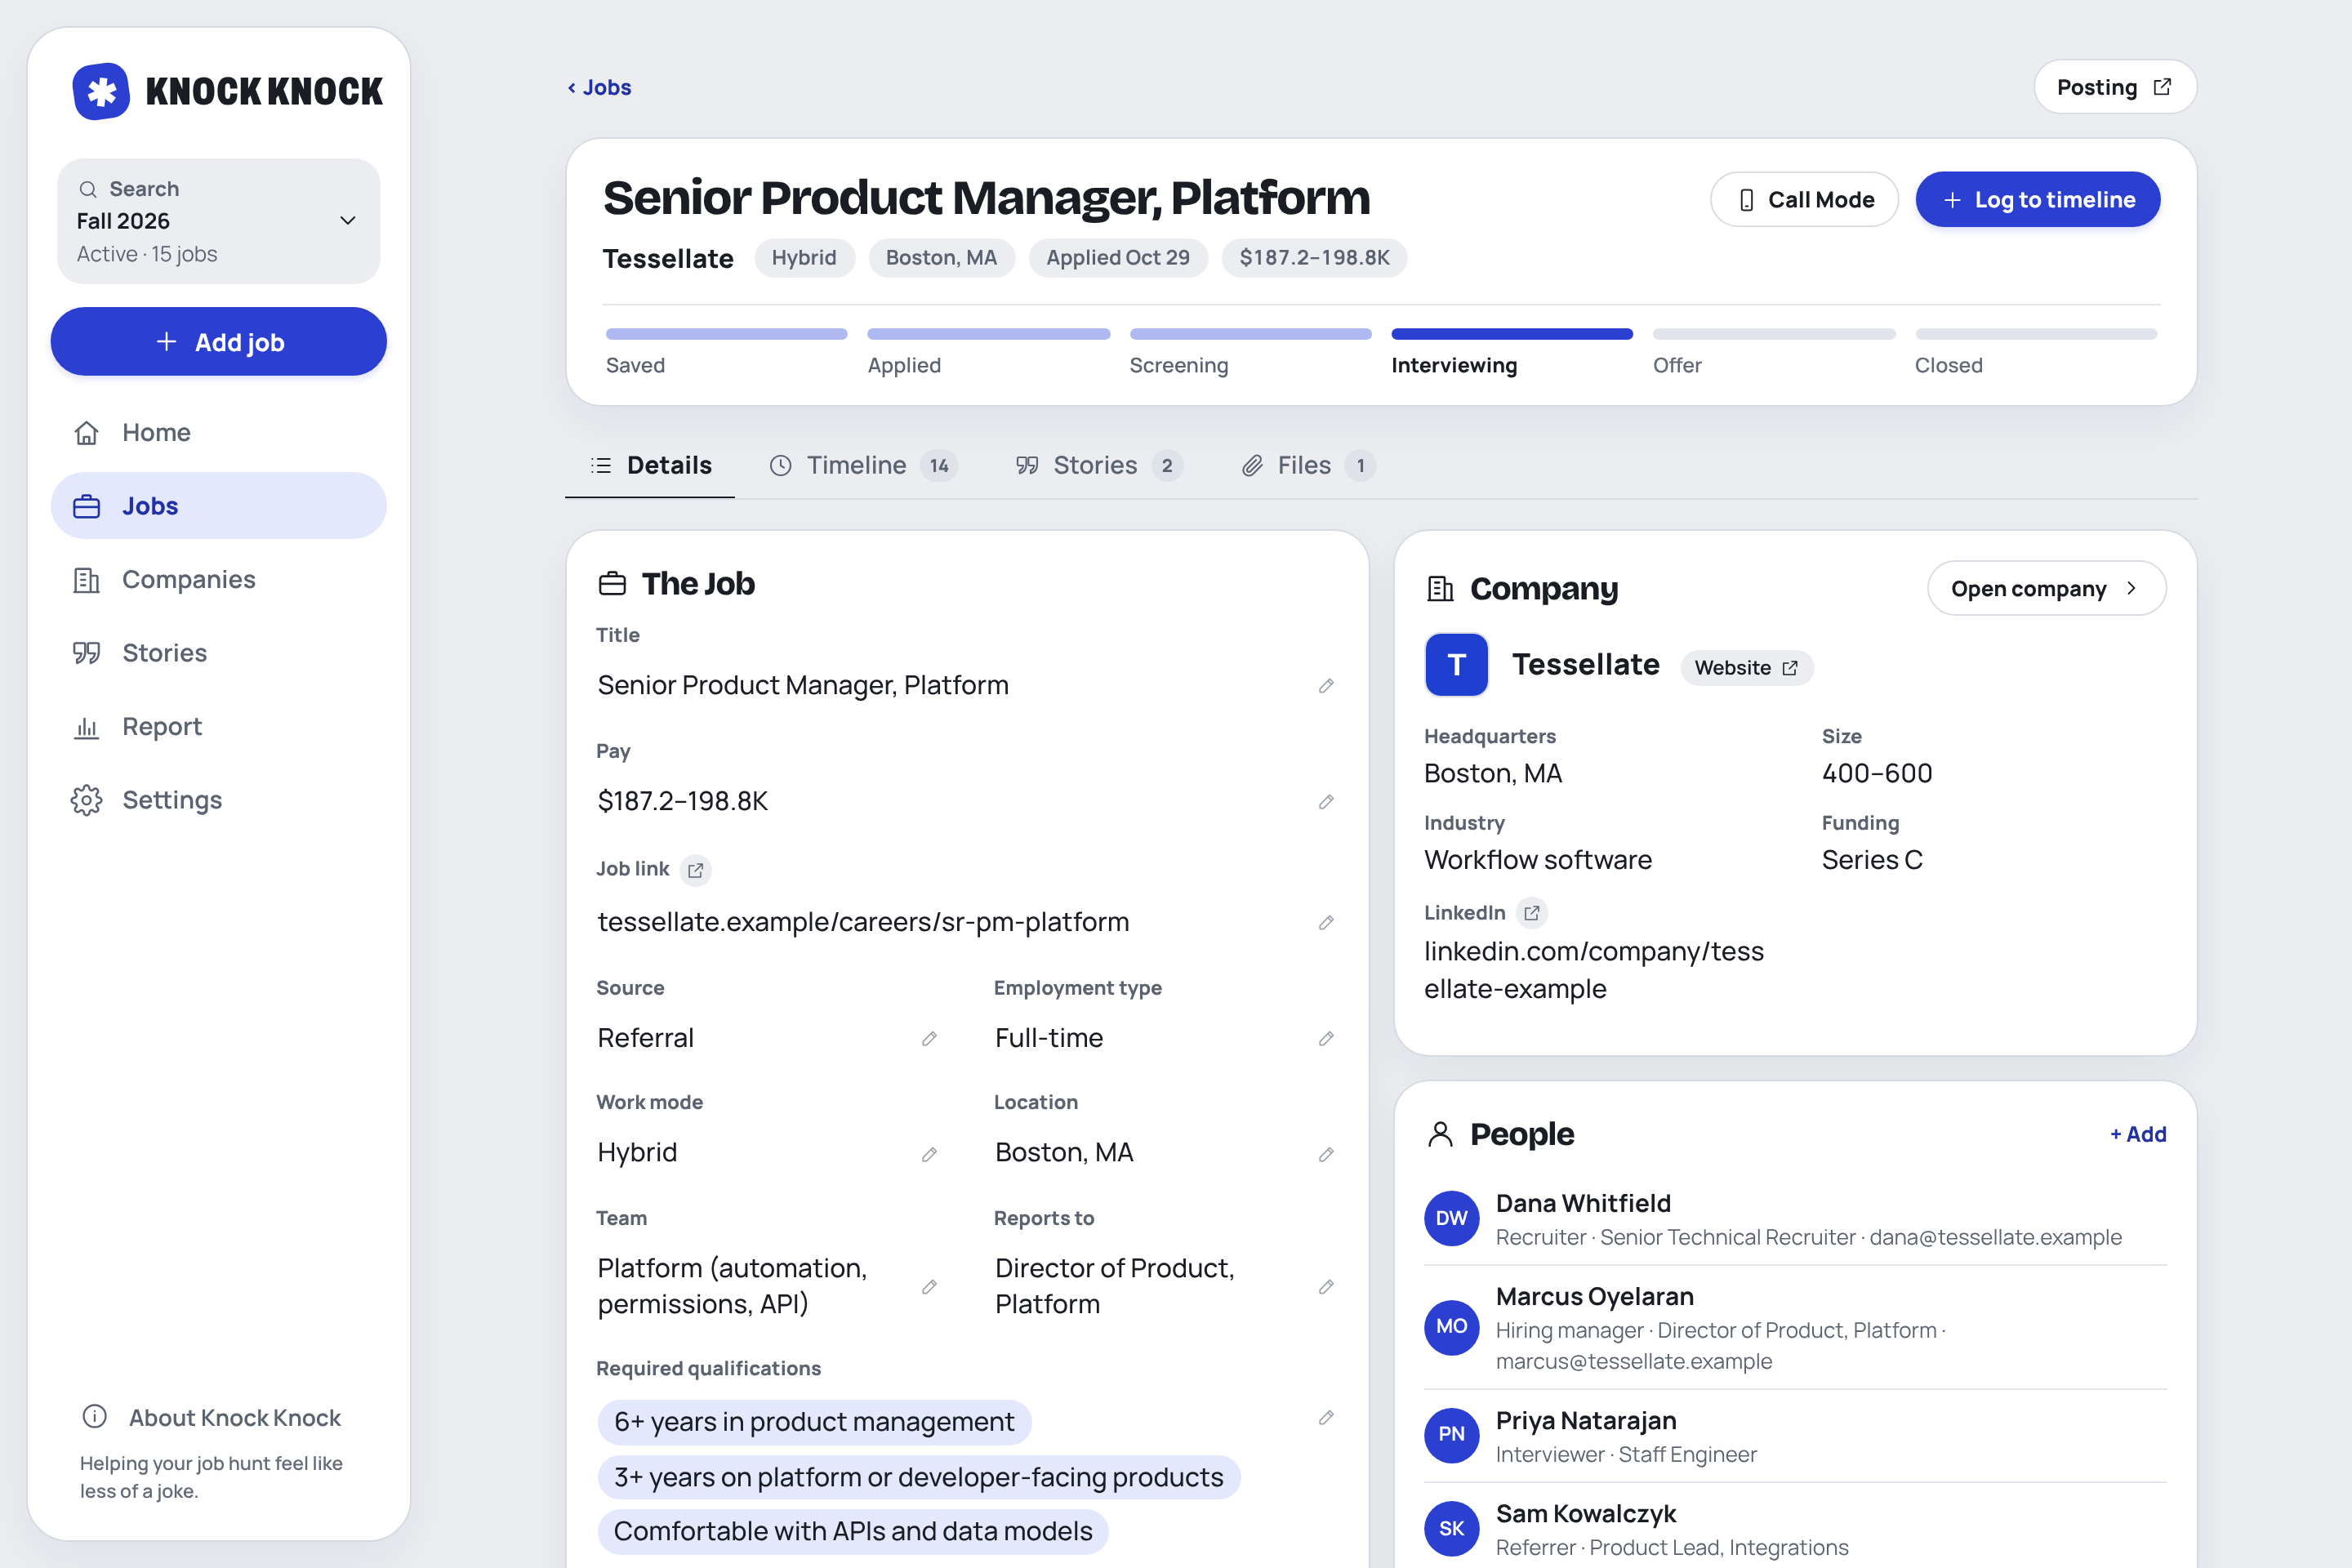 KNOCK KNOCK
Search
Fall 2026
Active · 15 jobs
+ Add job
Home
Jobs
Companies
Stories
Report
Settings
About Knock Knock
Helping your job hunt feel like
less of a joke.
‹ Jobs
Posting
Senior Product Manager, Platform
Call Mode
+ Log to timeline
Tessellate
Hybrid
Boston, MA
Applied Oct 29
$187.2–198.8K
Saved
Applied
Screening
Interviewing
Offer
Closed
Details
Timeline 14
Stories 2
Files 1
The Job
Title
Senior Product Manager, Platform
Pay
$187.2–198.8K
Job link
tessellate.example/careers/sr-pm-platform
Source
Referral
Employment type
Full-time
Work mode
Hybrid
Location
Boston, MA
Team
Platform (automation,
permissions, API)
Reports to
Director of Product,
Platform
Required qualifications
6+ years in product management
3+ years on platform or developer-facing products
Comfortable with APIs and data models
Company
Open company
T
Tessellate
Website
Headquarters
Boston, MA
Size
400–600
Industry
Workflow software
Funding
Series C
LinkedIn
linkedin.com/company/tess
ellate-example
People
+ Add
DW
Dana Whitfield
Recruiter · Senior Technical Recruiter · dana@tessellate.example
MO
Marcus Oyelaran
Hiring manager · Director of Product, Platform ·
marcus@tessellate.example
PN
Priya Natarajan
Interviewer · Staff Engineer
SK
Sam Kowalczyk
Referrer · Product Lead, Integrations